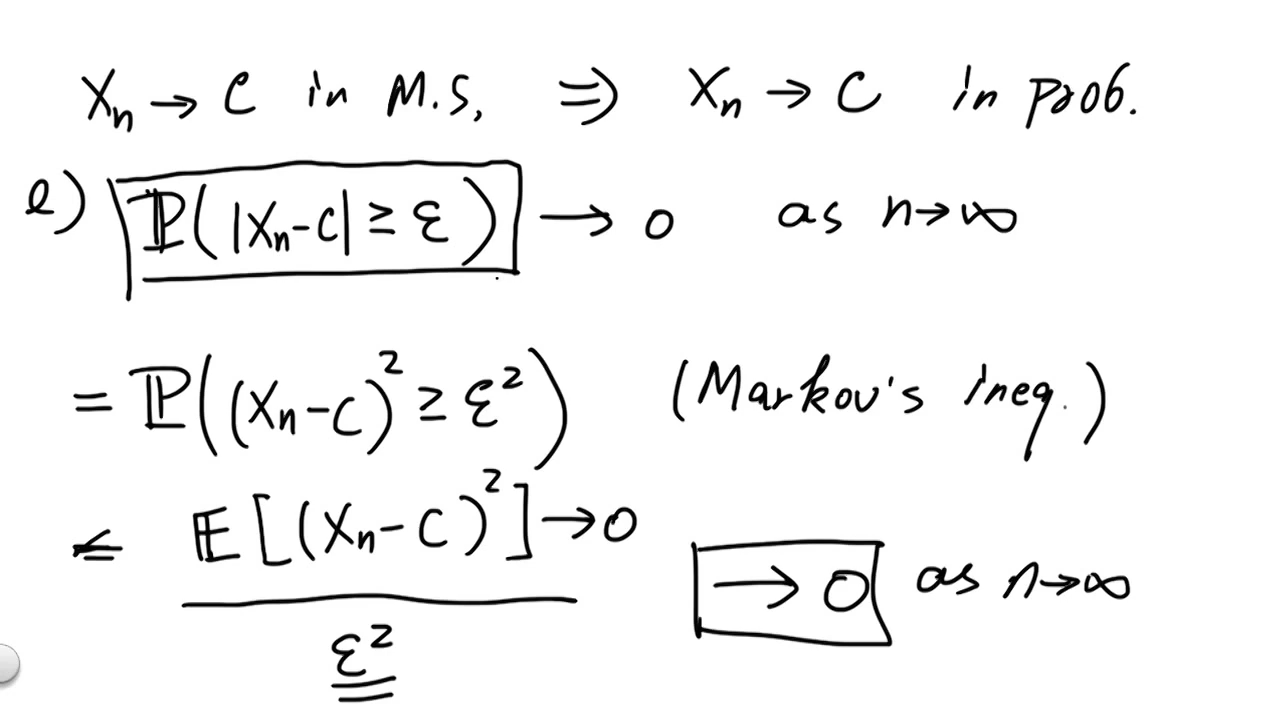 Xₙ → C in M.S, ⇒ Xₙ → C in prob.
e) ℙ( |Xₙ-C| ≥ ε ) → 0 as n→∞
= ℙ( (Xₙ-C)² ≥ ε² ) (Markov's ineq.)
≤ 𝔼[(Xₙ-C)²] → 0
→ 0 as n→∞
ε²